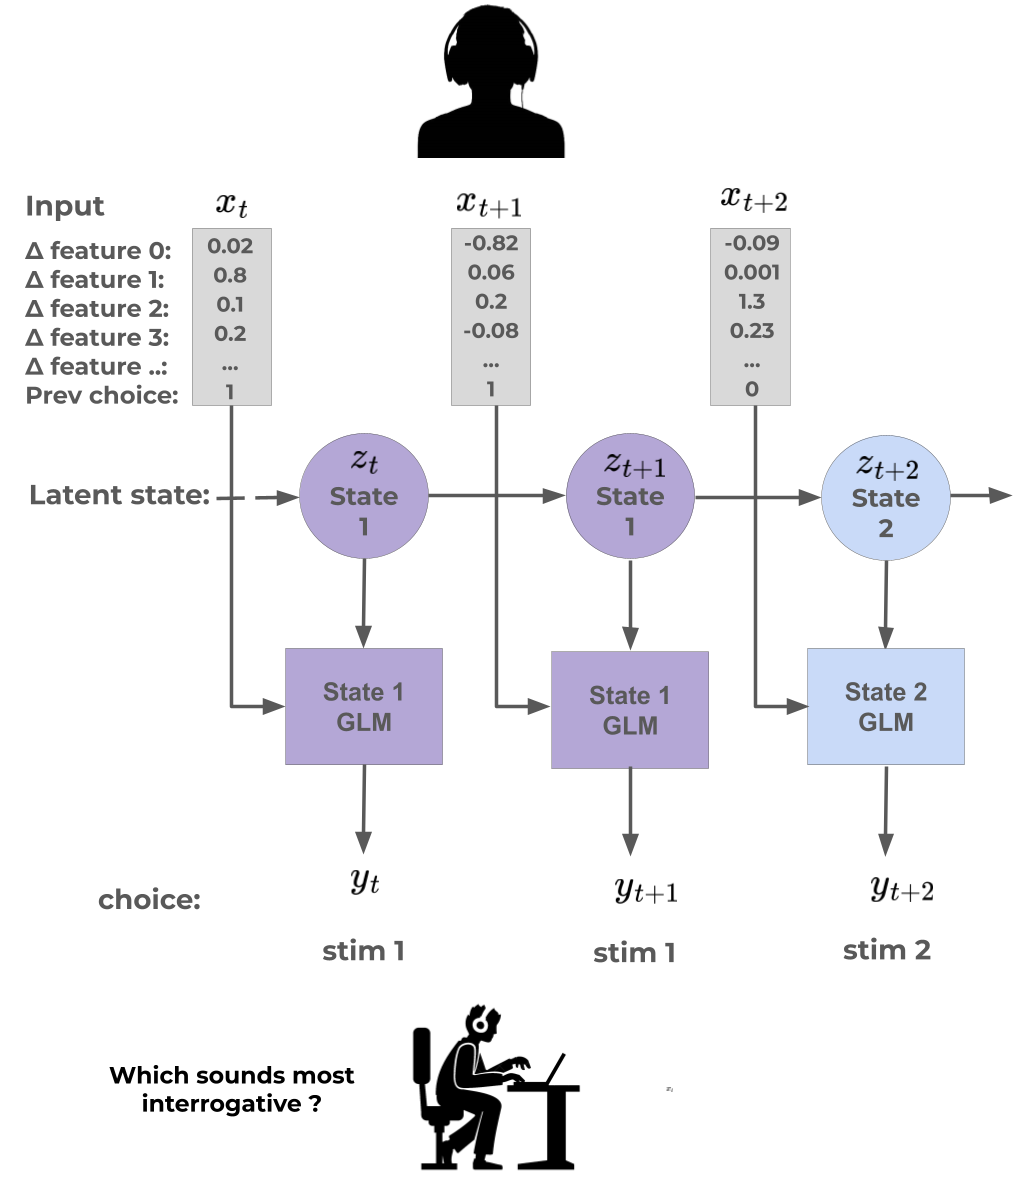 Input x_t x_{t+1} x_{t+2}
Δ feature 0: 0.02 -0.82 -0.09
Δ feature 1: 0.8 0.06 0.001
Δ feature 2: 0.1 0.2 1.3
Δ feature 3: 0.2 -0.08 0.23
Δ feature ..: ... ... ...
Prev choice: 1 1 0
z_t z_{t+1} z_{t+2}
Latent state: State State State
1 1 2
State 1 State 1 State 2
GLM GLM GLM
y_t y_{t+1} y_{t+2}
choice:
stim 1 stim 1 stim 2
Which sounds most
interrogative ?
x_t